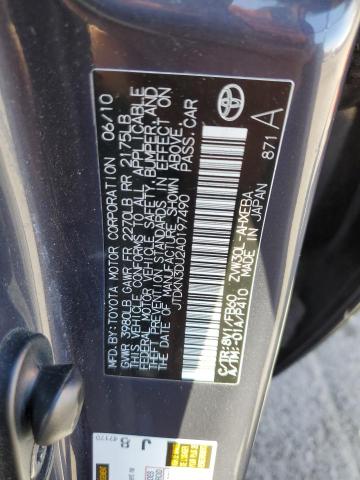 MFD. BY: TOYOTA MOTOR CORPORATION 06/10
GVWR 3980LB GAWR FR 2270LB RR 2175LB
THIS VEHICLE CONFORMS TO ALL APPLICABLE
FEDERAL MOTOR VEHICLE SAFETY, BUMPER, AND
THEFT PREVENTION STANDARDS IN EFFECT ON
THE DATE OF MANUFACTURE SHOWN ABOVE.
JTDKN3DU2A0197490 PASS. CAR
C/TR: 8V1/FB60 ZVW30L-AHXEBA
A/TM: -01A/P410 MADE IN JAPAN
871 A